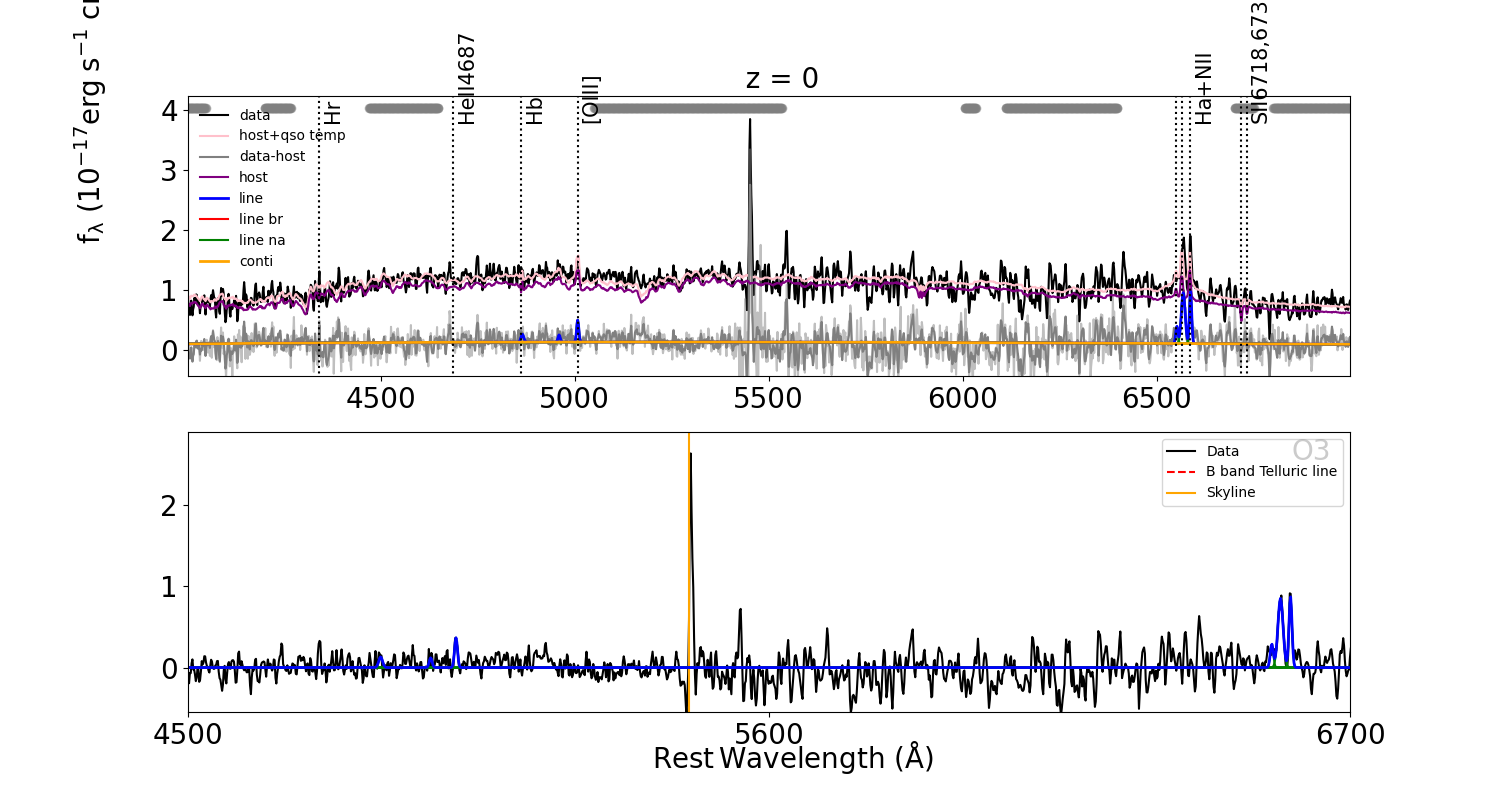 z = 0
f_λ (10^−17 erg s^−1
4
3
2
1
0
data
host+qso temp
data-host
host
line
line br
line na
conti
Hr
HeII4687
Hb
[OIII]
Ha+NII
SII6718,673
4500 5000 5500 6000 6500
O3
Data
B band Telluric line
Skyline
2
1
0
4500 5600 6700
Rest Wavelength (Å)